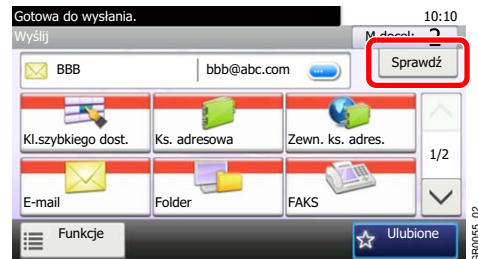 Gotowa do wysłania. 10:10
Wyślij M.docel:
BBB bbb@abc.com Sprawdź
Kl.szybkiego dost. Ks. adresowa Zewn. ks. adres.
1/2
E-mail Folder FAKS
Funkcje Ulubione
GB0055_02